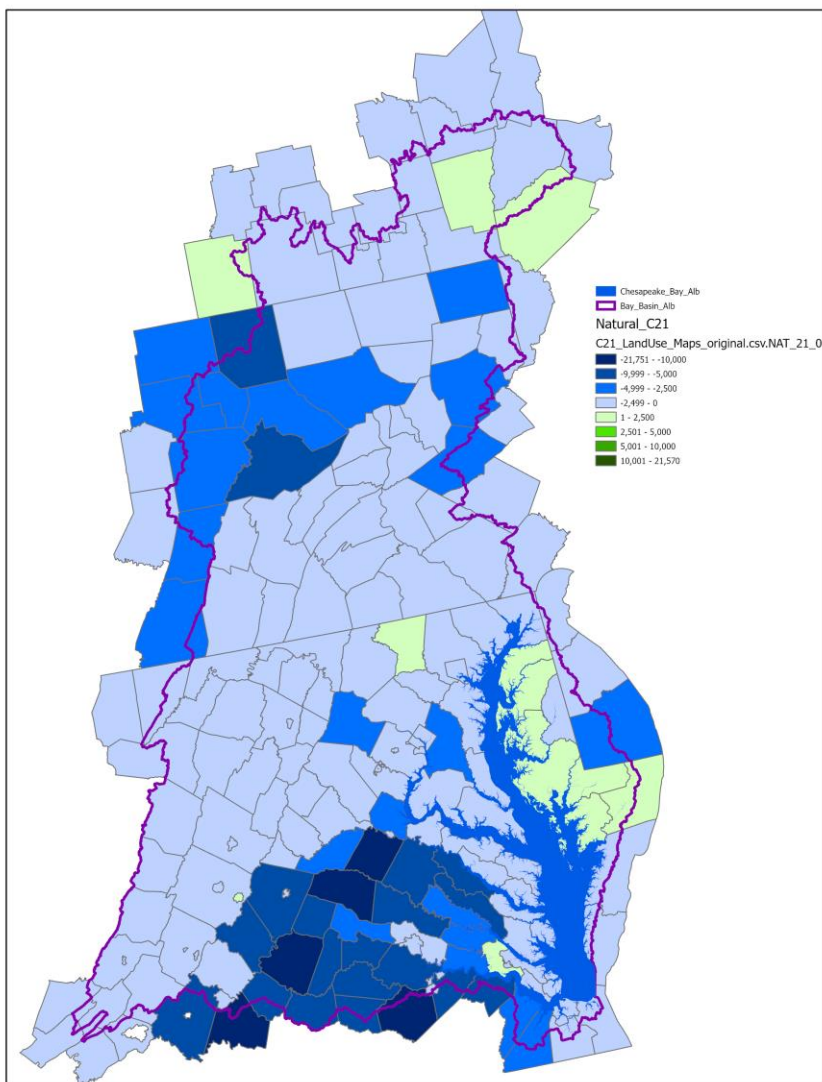 Chesapeake_Bay_Alb
Bay_Basin_Alb
Natural_C21
C21_LandUse_Maps_original.csv.NAT_21_0
-21,751 - -10,000
-9,999 - -5,000
-4,999 - -2,500
-2,499 - 0
1 - 2,500
2,501 - 5,000
5,001 - 10,000
10,001 - 21,570